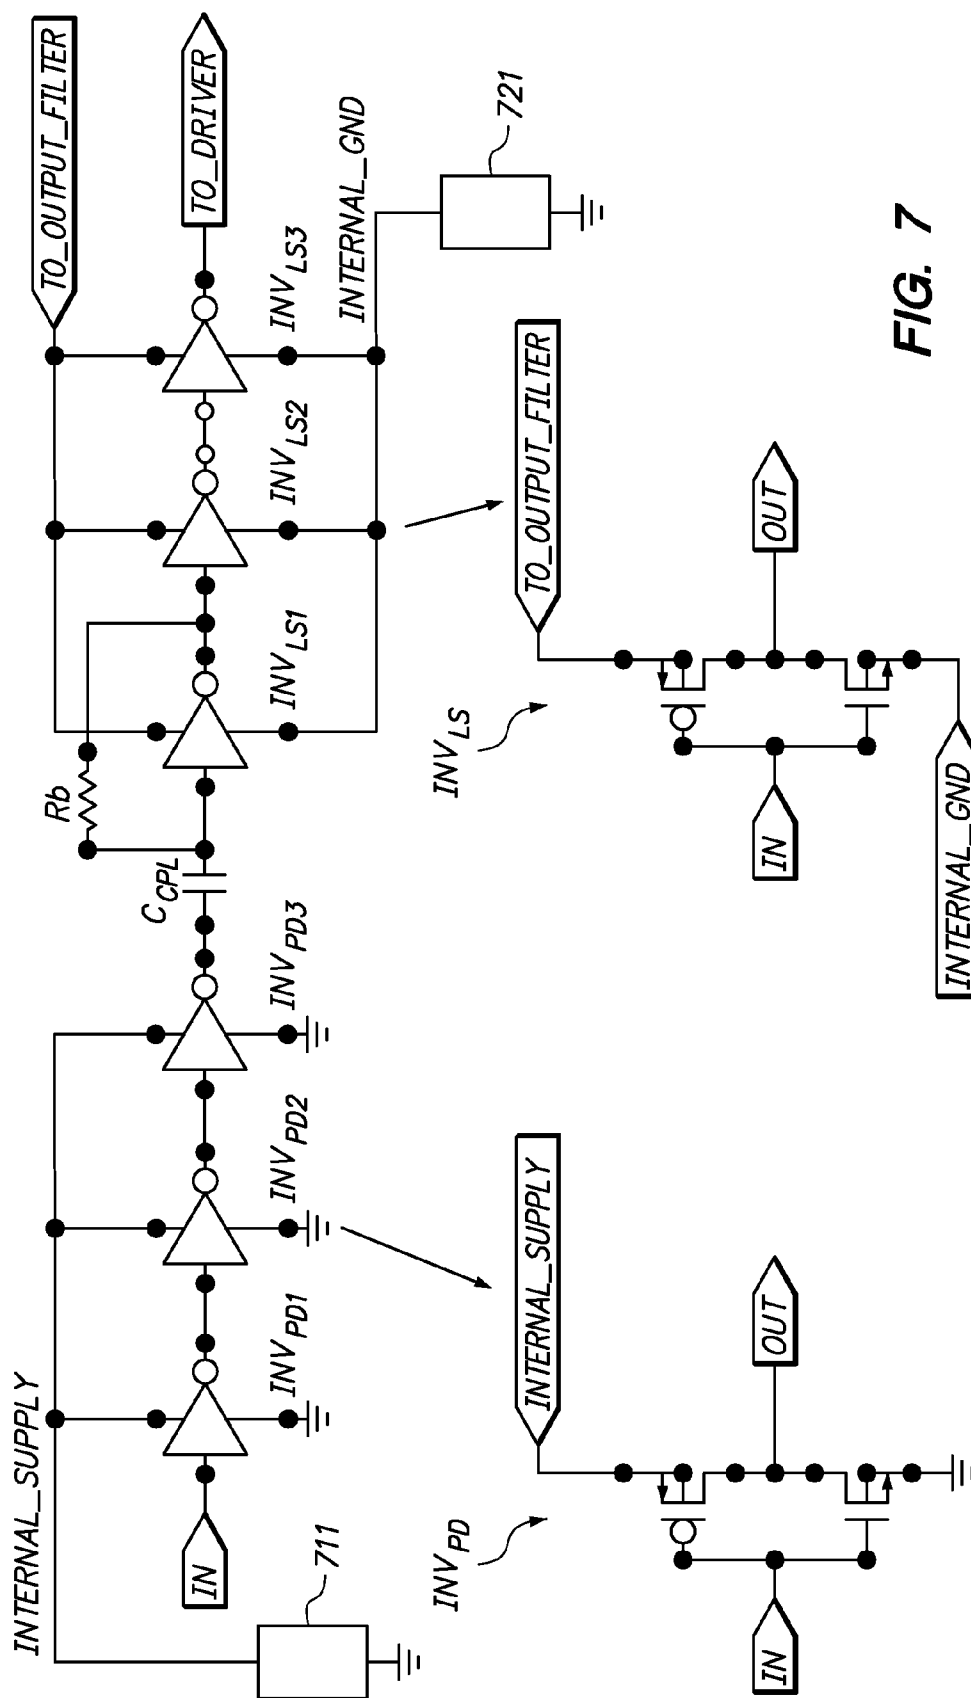 TO_OUTPUT_FILTER
TO_DRIVER
INTERNAL_SUPPLY
Rb
C_CPL
IN
INV_PD1
INV_PD2
INV_PD3
INV_LS1
INV_LS2
INV_LS3
INTERNAL_GND
711
721
INTERNAL_SUPPLY
INV_PD
IN
OUT
TO_OUTPUT_FILTER
INV_LS
IN
OUT
INTERNAL_GND
FIG. 7